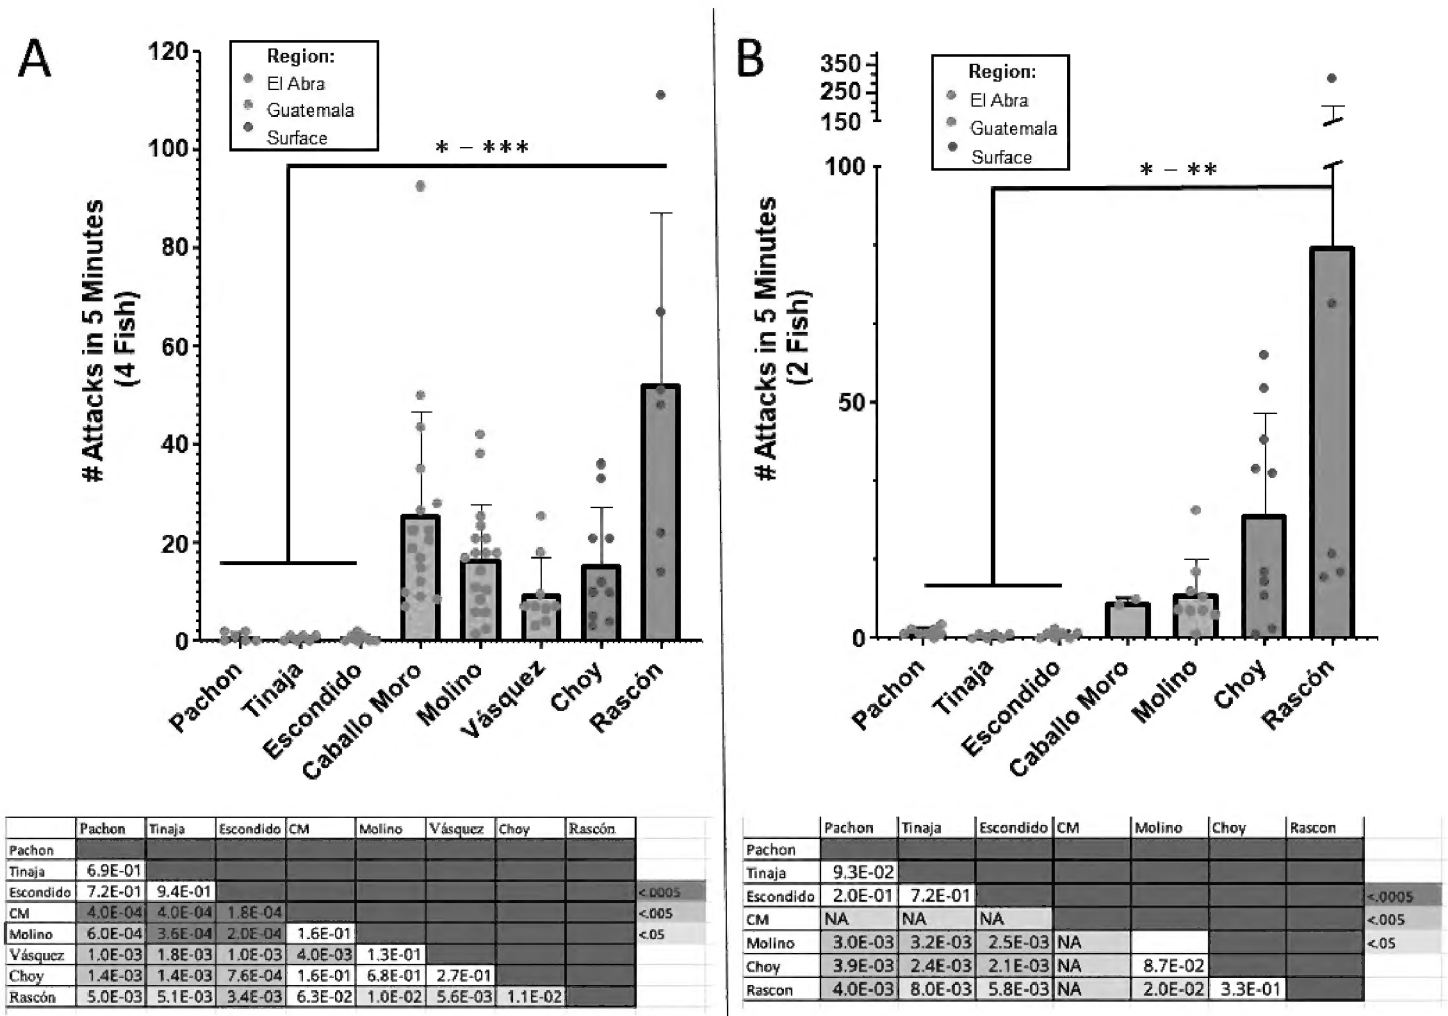 A
# Attacks in 5 Minutes
(4 Fish)
120
100
80
60
40
20
0
Region:
El Abra
Guatemala
Surface
* – ***
Pachon
Tinaja
Escondido
Caballo Moro
Molino
Vásquez
Choy
Rascón
Pachon Tinaja Escondido CM Molino Vásquez Choy Rascón
Pachon
Tinaja 6.9E-01
Escondido 7.2E-01 9.4E-01 <.0005
CM 4.0E-04 4.0E-04 1.8E-04 <.005
Molino 6.0E-04 3.6E-04 2.0E-04 1.6E-01 <.05
Vásquez 1.0E-03 1.8E-03 1.0E-03 4.0E-03 1.3E-01
Choy 1.4E-03 1.4E-03 7.6E-04 1.6E-01 6.8E-01 2.7E-01
Rascón 5.0E-03 5.1E-03 3.4E-03 6.3E-02 1.0E-02 5.6E-03 1.1E-02
B
# Attacks in 5 Minutes
(2 Fish)
350
250
150
100
50
0
Region:
El Abra
Guatemala
Surface
* – **
Pachon
Tinaja
Escondido
Caballo Moro
Molino
Choy
Rascón
Pachon Tinaja Escondido CM Molino Choy Rascon
Pachon
Tinaja 9.3E-02
Escondido 2.0E-01 7.2E-01 <.0005
CM NA NA NA <.005
Molino 3.0E-03 3.2E-03 2.5E-03 NA <.05
Choy 3.9E-03 2.4E-03 2.1E-03 NA 8.7E-02
Rascon 4.0E-03 8.0E-03 5.8E-03 NA 2.0E-02 3.3E-01